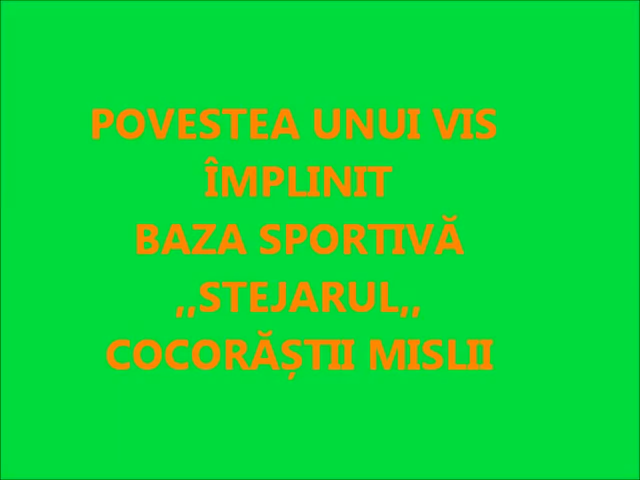 POVESTEA UNUI VIS
ÎMPLINIT
BAZA SPORTIVĂ
,,STEJARUL,,
COCORĂȘTII MISLII